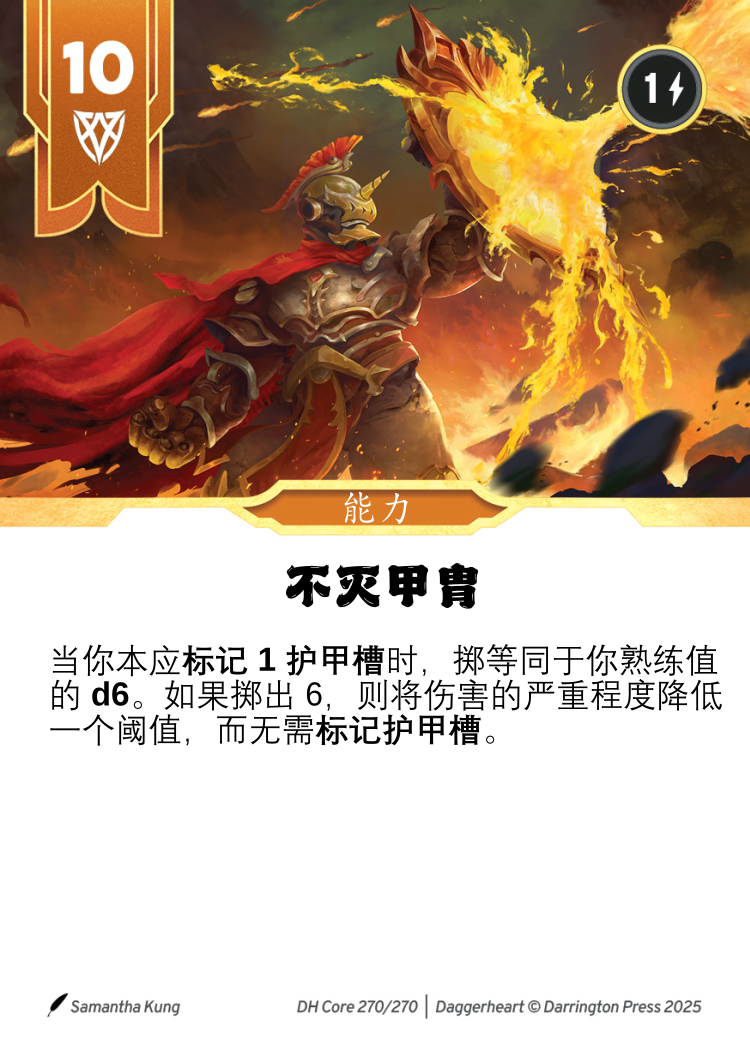 10
1
能力
不灭甲胄
当你本应标记 1 护甲槽时，掷等同于你熟练值
的 d6。如果掷出 6，则将伤害的严重程度降低
一个阈值，而无需标记护甲槽。
Samantha Kung
DH Core 270/270 | Daggerheart © Darrington Press 2025